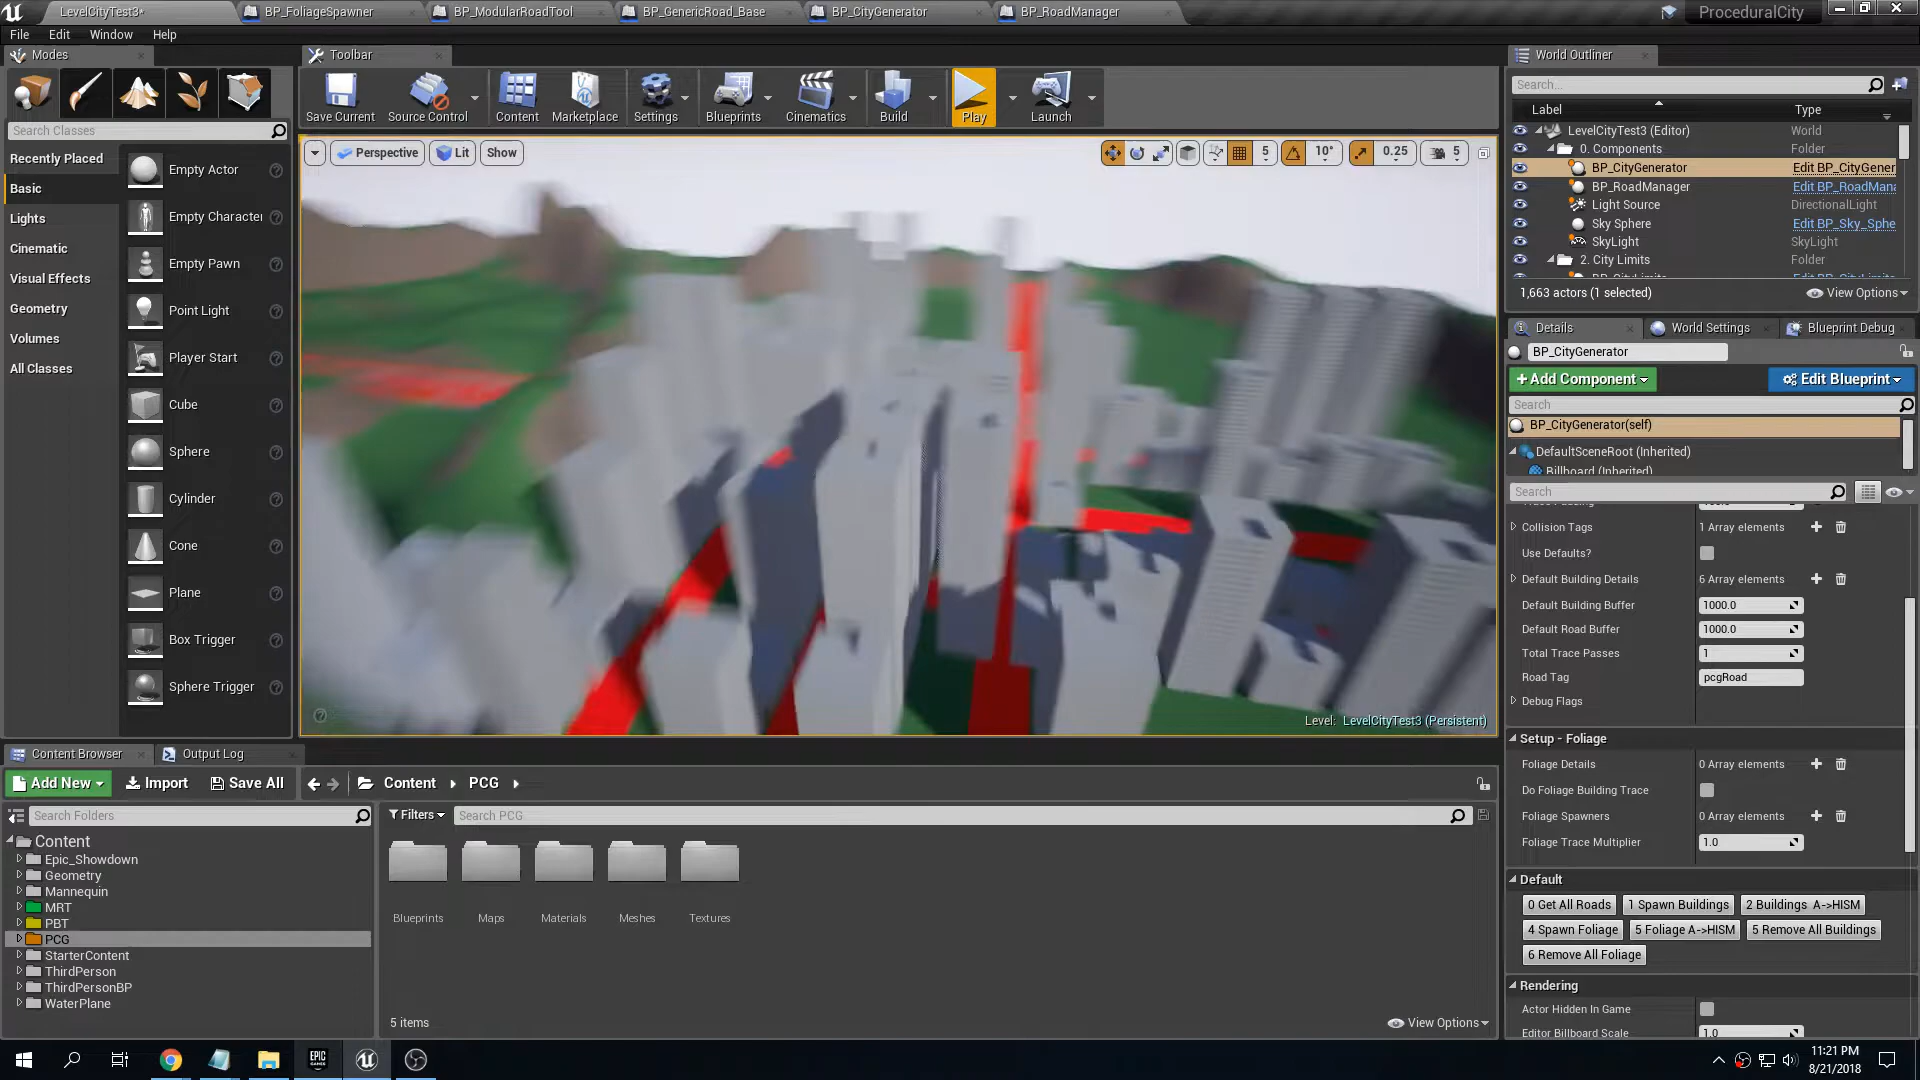 LevelCityTest3*
BP_FoliageSpawner
BP_ModularRoadTool
BP_GenericRoad_Base
BP_CityGenerator
BP_RoadManager
ProceduralCity
File
Edit
Window
Help
Modes
Toolbar
World Outliner
Search Classes
Recently Placed
Basic
Lights
Cinematic
Visual Effects
Geometry
Volumes
All Classes
Empty Actor
Empty Character
Empty Pawn
Point Light
Player Start
Cube
Sphere
Cylinder
Cone
Plane
Box Trigger
Sphere Trigger
Save Current
Source Control
Content
Marketplace
Settings
Blueprints
Cinematics
Build
Play
Launch
Perspective
Lit
Show
5
10°
0.25
5
Level: LevelCityTest3 (Persistent)
Search...
Label
Type
LevelCityTest3 (Editor)
World
0. Components
Folder
BP_CityGenerator
Edit BP_CityGener
BP_RoadManager
Edit BP_RoadMana
Light Source
DirectionalLight
Sky Sphere
Edit BP_Sky_Sphe
SkyLight
SkyLight
2. City Limits
Folder
1,663 actors (1 selected)
View Options
Details
World Settings
Blueprint Debug
BP_CityGenerator
+Add Component
Edit Blueprint
Search
BP_CityGenerator(self)
DefaultSceneRoot (Inherited)
Billboard (Inherited)
Search
Collision Tags
1 Array elements
Use Defaults?
Default Building Details
6 Array elements
Default Building Buffer
1000.0
Default Road Buffer
1000.0
Total Trace Passes
1
Road Tag
pcgRoad
Debug Flags
Setup - Foliage
Foliage Details
0 Array elements
Do Foliage Building Trace
Foliage Spawners
0 Array elements
Foliage Trace Multiplier
1.0
Default
0 Get All Roads
1 Spawn Buildings
2 Buildings A->HISM
4 Spawn Foliage
5 Foliage A->HISM
5 Remove All Buildings
6 Remove All Foliage
Rendering
Actor Hidden In Game
Editor Billboard Scale
1.0
Content Browser
Output Log
Add New
Import
Save All
Content
PCG
Search Folders
Filters
Search PCG
Content
Epic_Showdown
Geometry
Mannequin
MRT
PBT
PCG
StarterContent
ThirdPerson
ThirdPersonBP
WaterPlane
Blueprints
Maps
Materials
Meshes
Textures
5 items
View Options
EPIC
GAMES
11:21 PM
8/21/2018